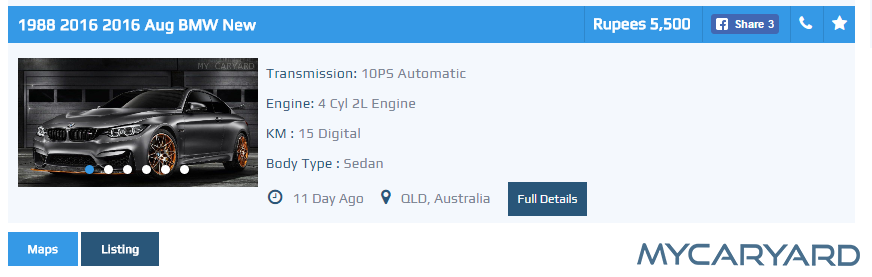 1988 2016 2016 Aug BMW New Rupees 5,500 Share 3
MY CARYARD
Transmission: 10PS Automatic
Engine: 4 Cyl 2L Engine
KM : 15 Digital
Body Type : Sedan
11 Day Ago QLD, Australia Full Details
Maps Listing MYCARYARD